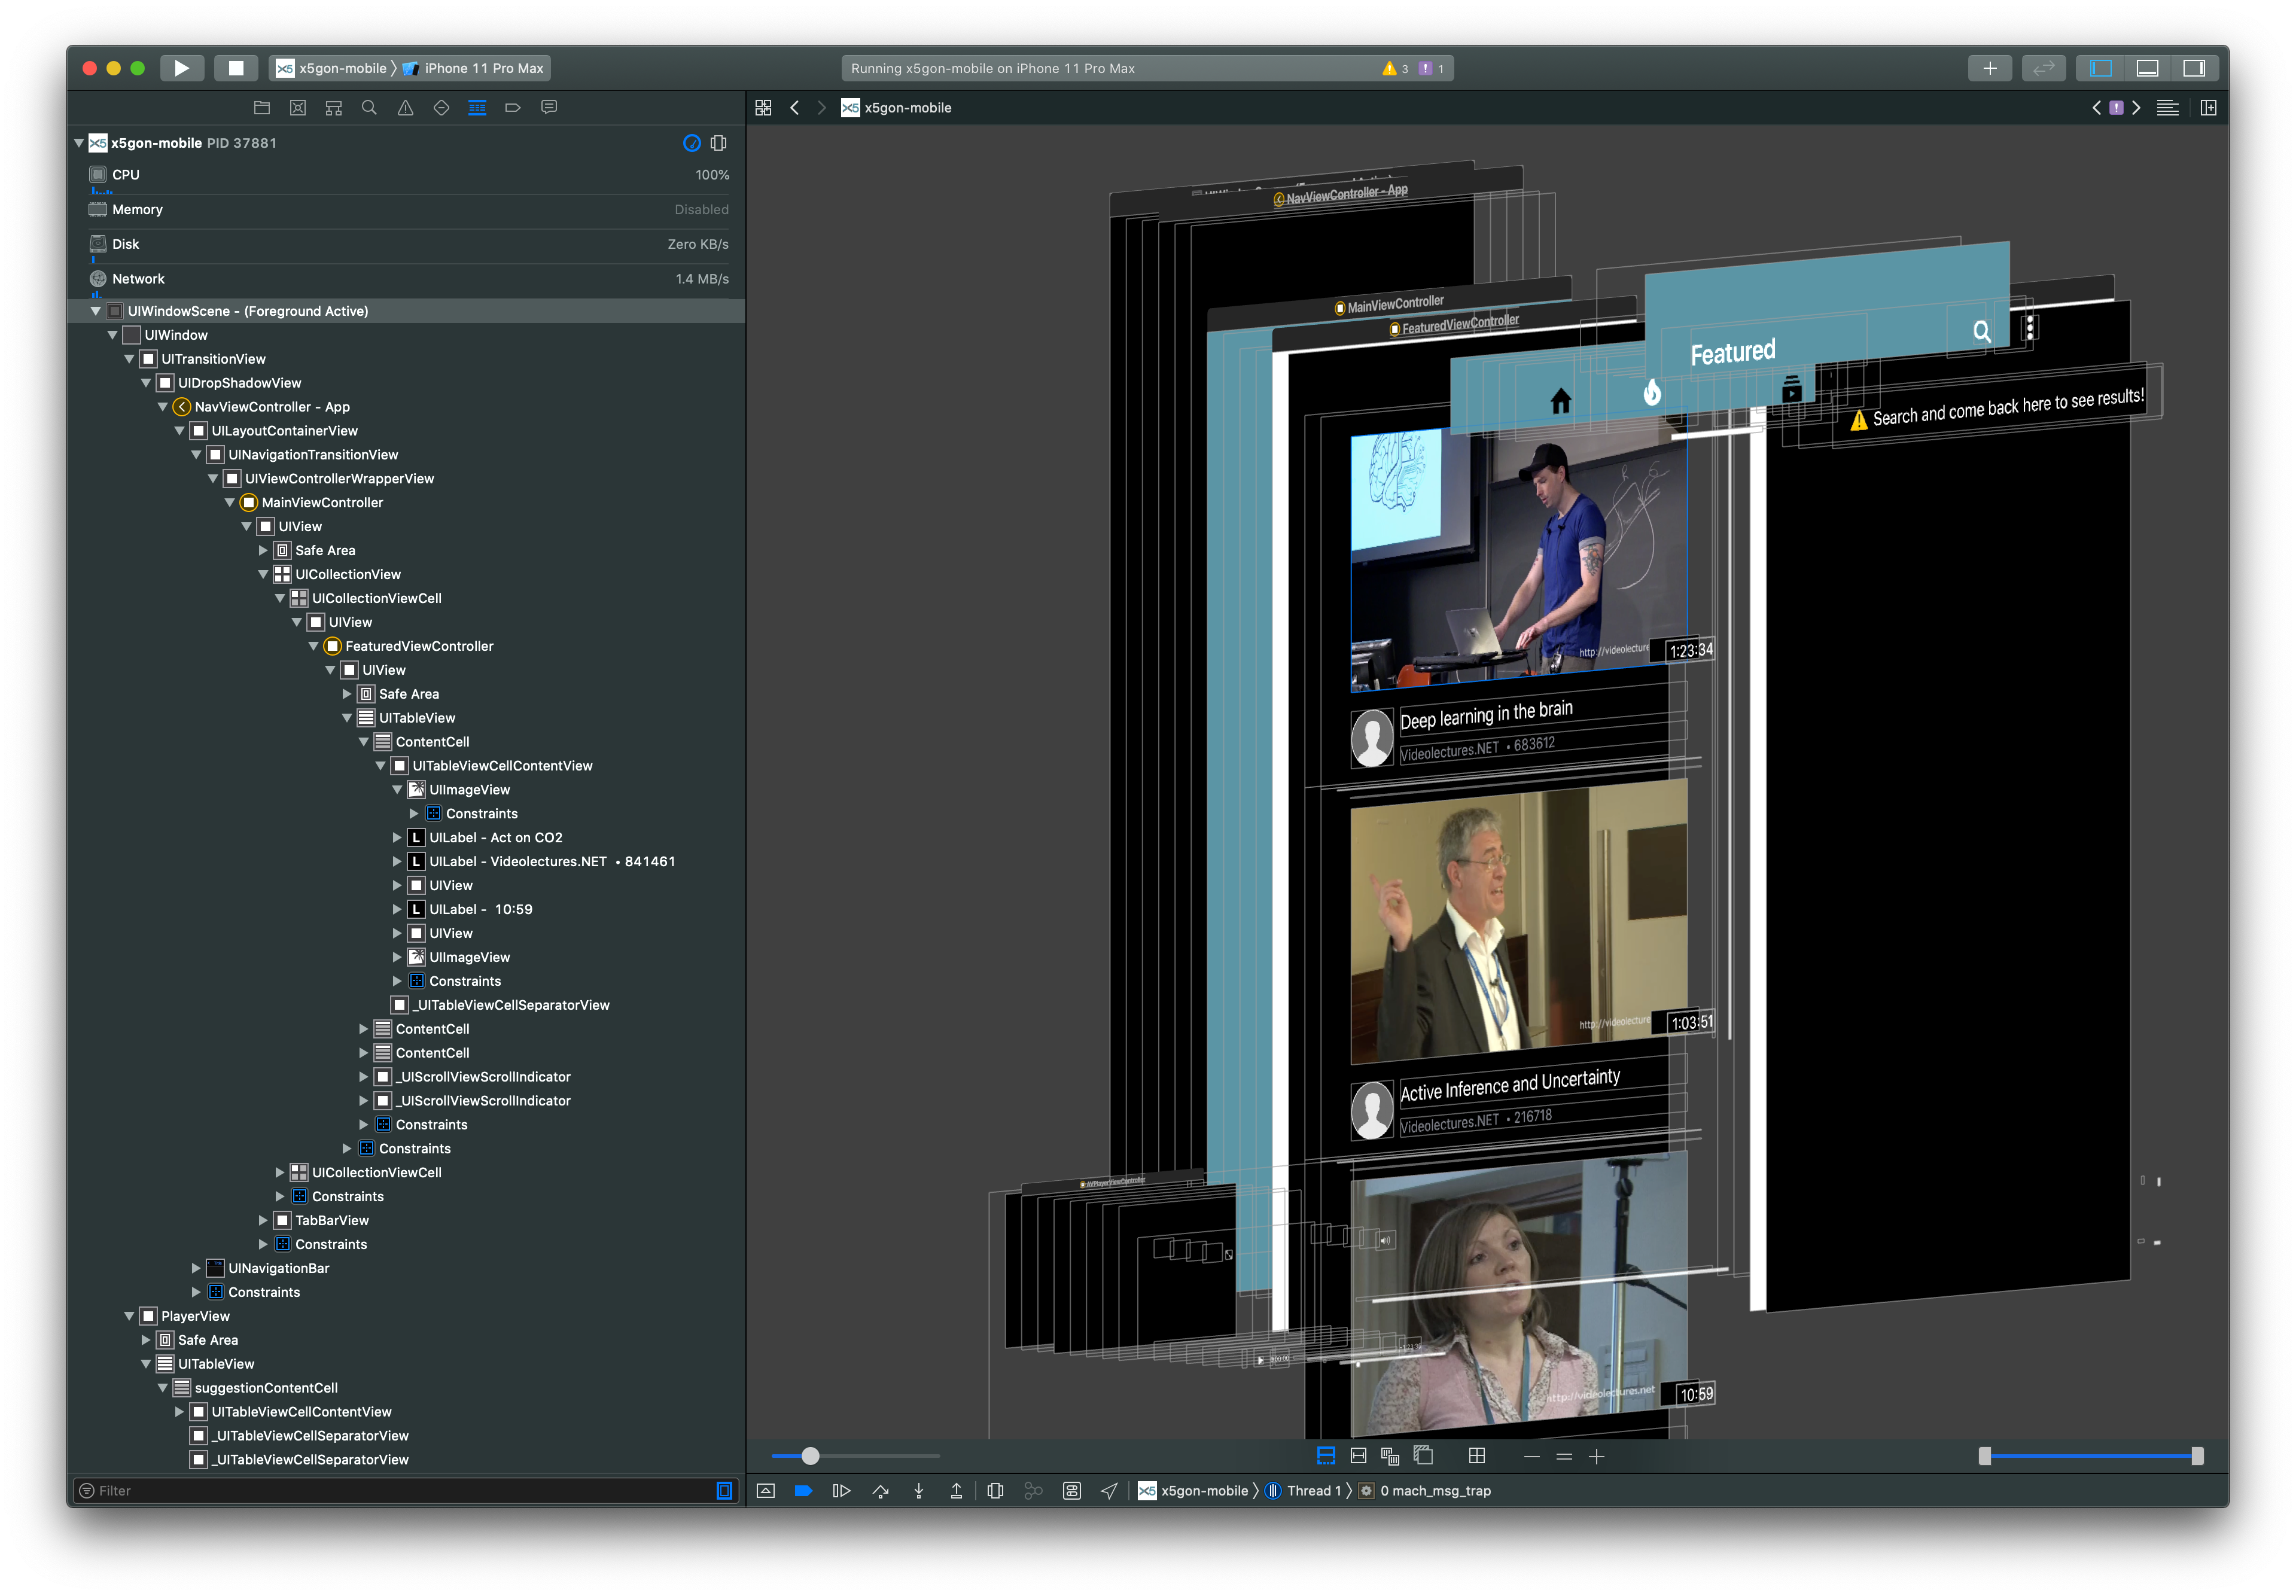 x5gon-mobile 〉 iPhone 11 Pro Max
Running x5gon-mobile on iPhone 11 Pro Max
3
1
x5gon-mobile
x5gon-mobile PID 37881
CPU 100%
Memory Disabled
Disk Zero KB/s
Network 1.4 MB/s
UIWindowScene - (Foreground Active)
UIWindow
UITransitionView
UIDropShadowView
NavViewController - App
UILayoutContainerView
UINavigationTransitionView
UIViewControllerWrapperView
MainViewController
UIView
Safe Area
UICollectionView
UICollectionViewCell
UIView
FeaturedViewController
UIView
Safe Area
UITableView
ContentCell
UITableViewCellContentView
UIImageView
Constraints
L UILabel - Act on CO2
L UILabel - Videolectures.NET • 841461
UIView
L UILabel - 10:59
UIView
UIImageView
Constraints
_UITableViewCellSeparatorView
ContentCell
ContentCell
_UIScrollViewScrollIndicator
_UIScrollViewScrollIndicator
Constraints
Constraints
UICollectionViewCell
Constraints
TabBarView
Constraints
UINavigationBar
Constraints
PlayerView
Safe Area
UITableView
suggestionContentCell
UITableViewCellContentView
_UITableViewCellSeparatorView
_UITableViewCellSeparatorView
Filter
NavViewController - App
MainViewController
FeaturedViewController
Featured
Search and come back here to see results!
http://videolecture
1:23:34
Deep learning in the brain
Videolectures.NET • 683612
http://videolecture
1:03:51
Active Inference and Uncertainty
Videolectures.NET • 216718
AVPlayerViewController
http://videolectures.net
10:59
x5gon-mobile 〉 Thread 1 〉 0 mach_msg_trap